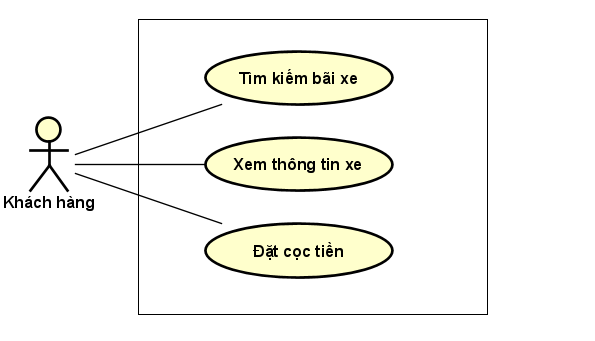 Tìm kiếm bãi xe
Xem thông tin xe
Khách hàng
Đặt cọc tiền